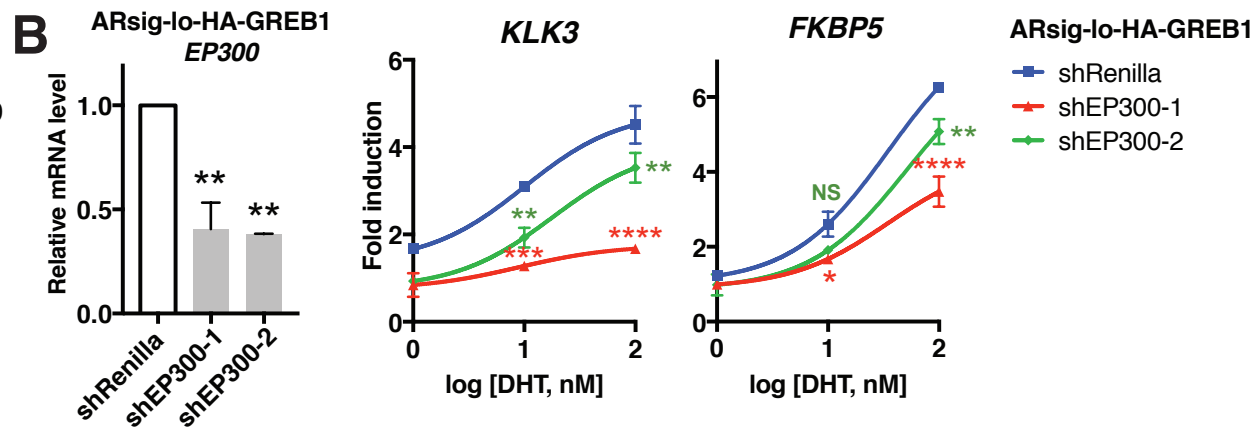 B
ARsig-lo-HA-GREB1
EP300
Relative mRNA level
1.0
0.5
0.0
**
**
shRenilla
shEP300-1
shEP300-2
KLK3
Fold induction
6
4
2
0
**
***
****
**
0
1
2
log [DHT, nM]
FKBP5
6
4
2
0
NS
*
**
****
0
1
2
log [DHT, nM]
ARsig-lo-HA-GREB1
shRenilla
shEP300-1
shEP300-2